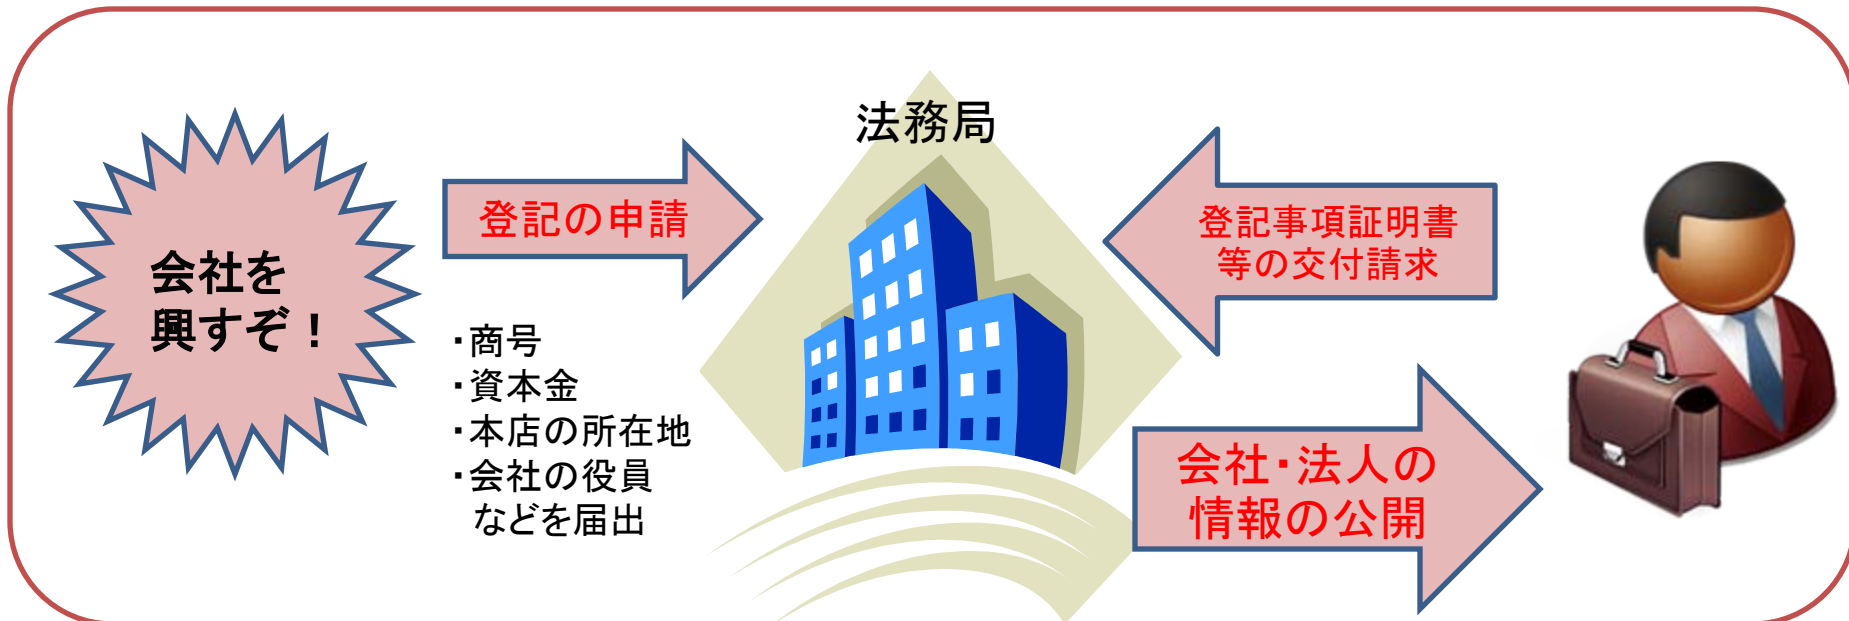 会社を
興すぞ！
登記の申請
・商号
・資本金
・本店の所在地
・会社の役員
などを届出
法務局
登記事項証明書
等の交付請求
会社・法人の
情報の公開